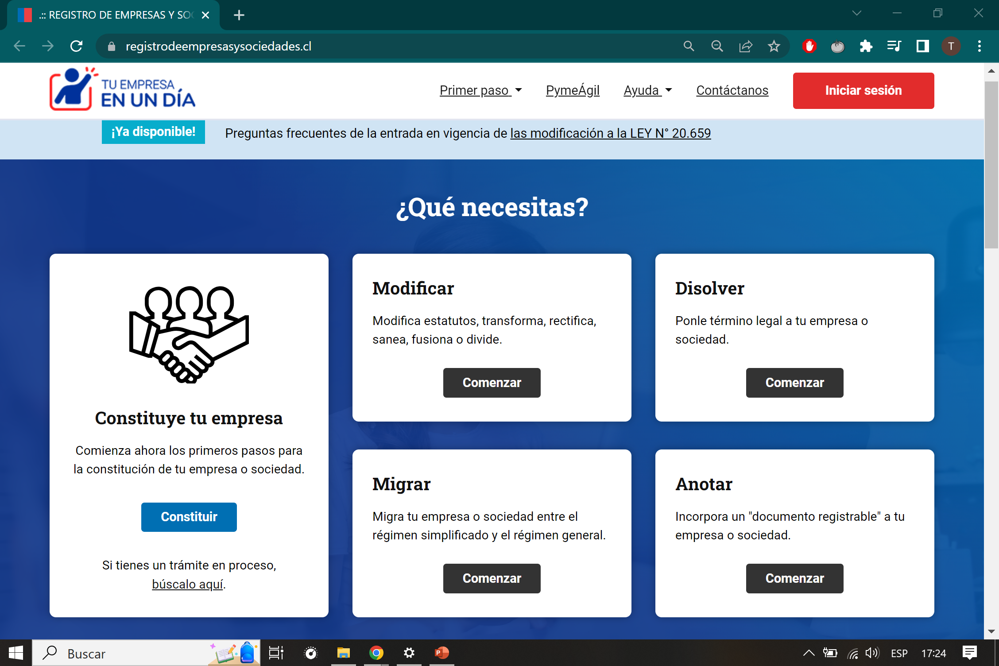 .:: REGISTRO DE EMPRESAS Y SOC
registrodeempresasysociedades.cl
T
TU EMPRESA
EN UN DÍA
Primer paso
PymeÁgil
Ayuda
Contáctanos
Iniciar sesión
¡Ya disponible!
Preguntas frecuentes de la entrada en vigencia de las modificación a la LEY N° 20.659
¿Qué necesitas?
Constituye tu empresa
Comienza ahora los primeros pasos para
la constitución de tu empresa o sociedad.
Constituir
Si tienes un trámite en proceso,
búscalo aquí.
Modificar
Modifica estatutos, transforma, rectifica,
sanea, fusiona o divide.
Comenzar
Disolver
Ponle término legal a tu empresa o
sociedad.
Comenzar
Migrar
Migra tu empresa o sociedad entre el
régimen simplificado y el régimen general.
Comenzar
Anotar
Incorpora un "documento registrable" a tu
empresa o sociedad.
Comenzar
Buscar
P
ESP
17:24